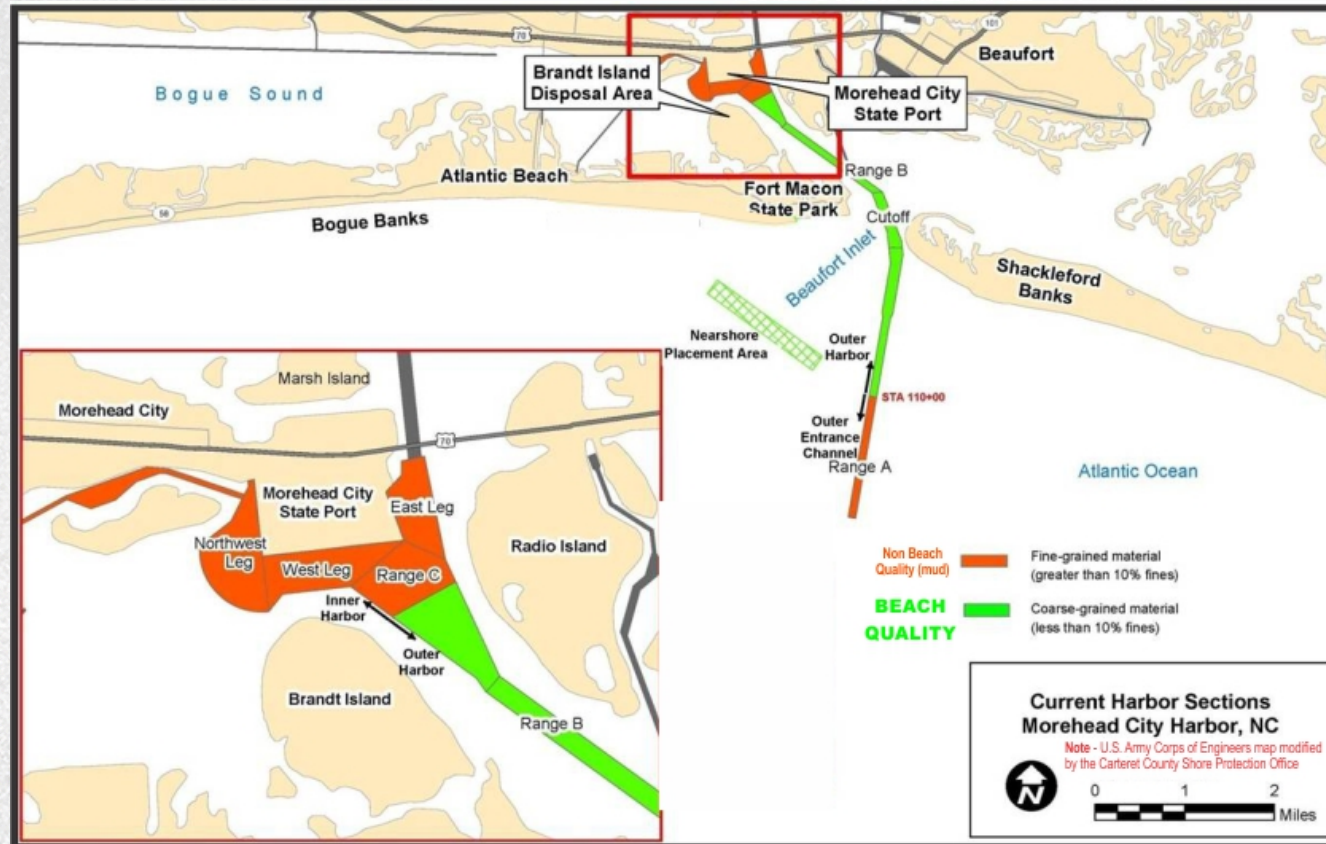 70
101
Beaufort
Brandt Island
Disposal Area
Bogue Sound
Morehead City
State Port
Atlantic Beach
Range B
Fort Macon
State Park
58
Bogue Banks
Cutoff
Beaufort Inlet
Shackleford
Banks
Nearshore
Placement Area
Outer
Harbor
STA 110+00
Outer
Entrance
Channel
Range A
Atlantic Ocean
Marsh Island
Morehead City
70
Morehead City
State Port
East Leg
Northwest
Leg
West Leg
Range C
Radio Island
Inner
Harbor
Outer
Harbor
Brandt Island
Range B
Non Beach
Quality (mud)
Fine-grained material
(greater than 10% fines)
BEACH
QUALITY
Coarse-grained material
(less than 10% fines)
Current Harbor Sections
Morehead City Harbor, NC
Note - U.S. Army Corps of Engineers map modified
by the Carteret County Shore Protection Office
N
0 1 2
Miles